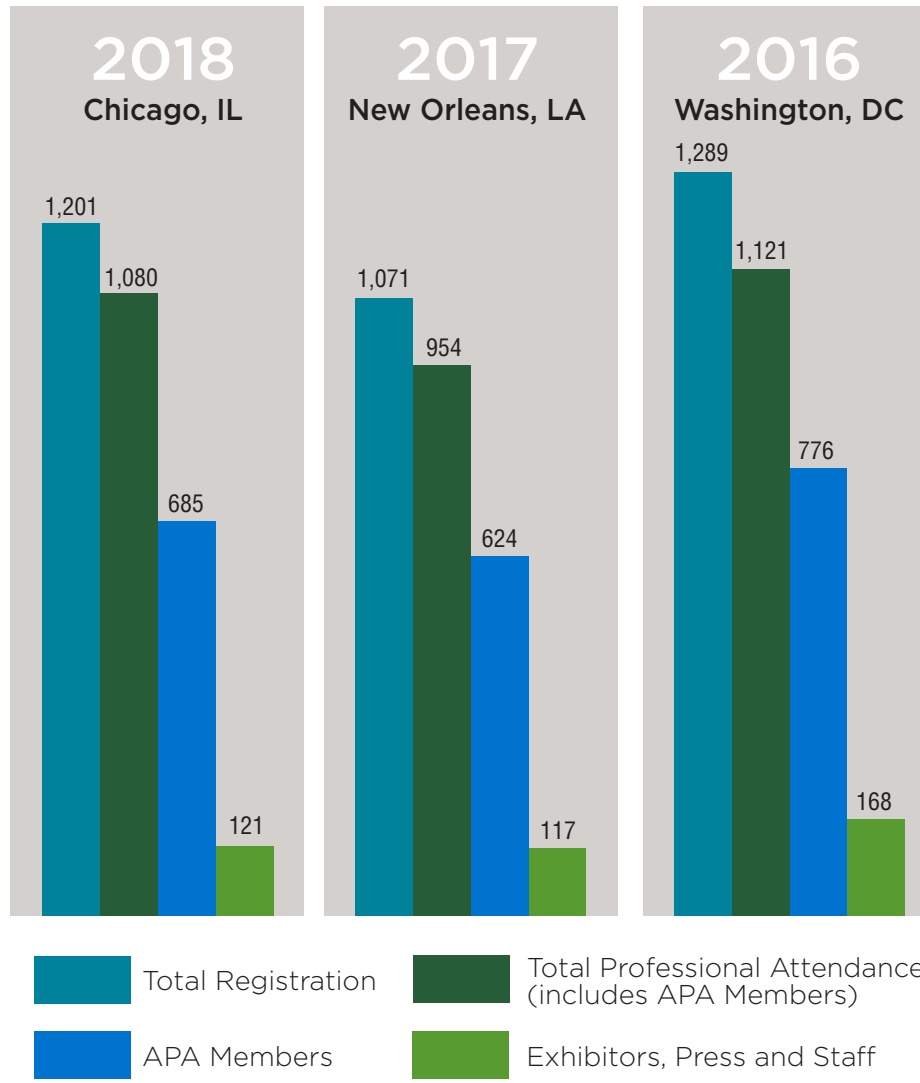 2018
Chicago, IL
1,201
1,080
685
121
2017
New Orleans, LA
1,071
954
624
117
2016
Washington, DC
1,289
1,121
776
168
Total Registration
Total Professional Attendance
(includes APA Members)
APA Members
Exhibitors, Press and Staff